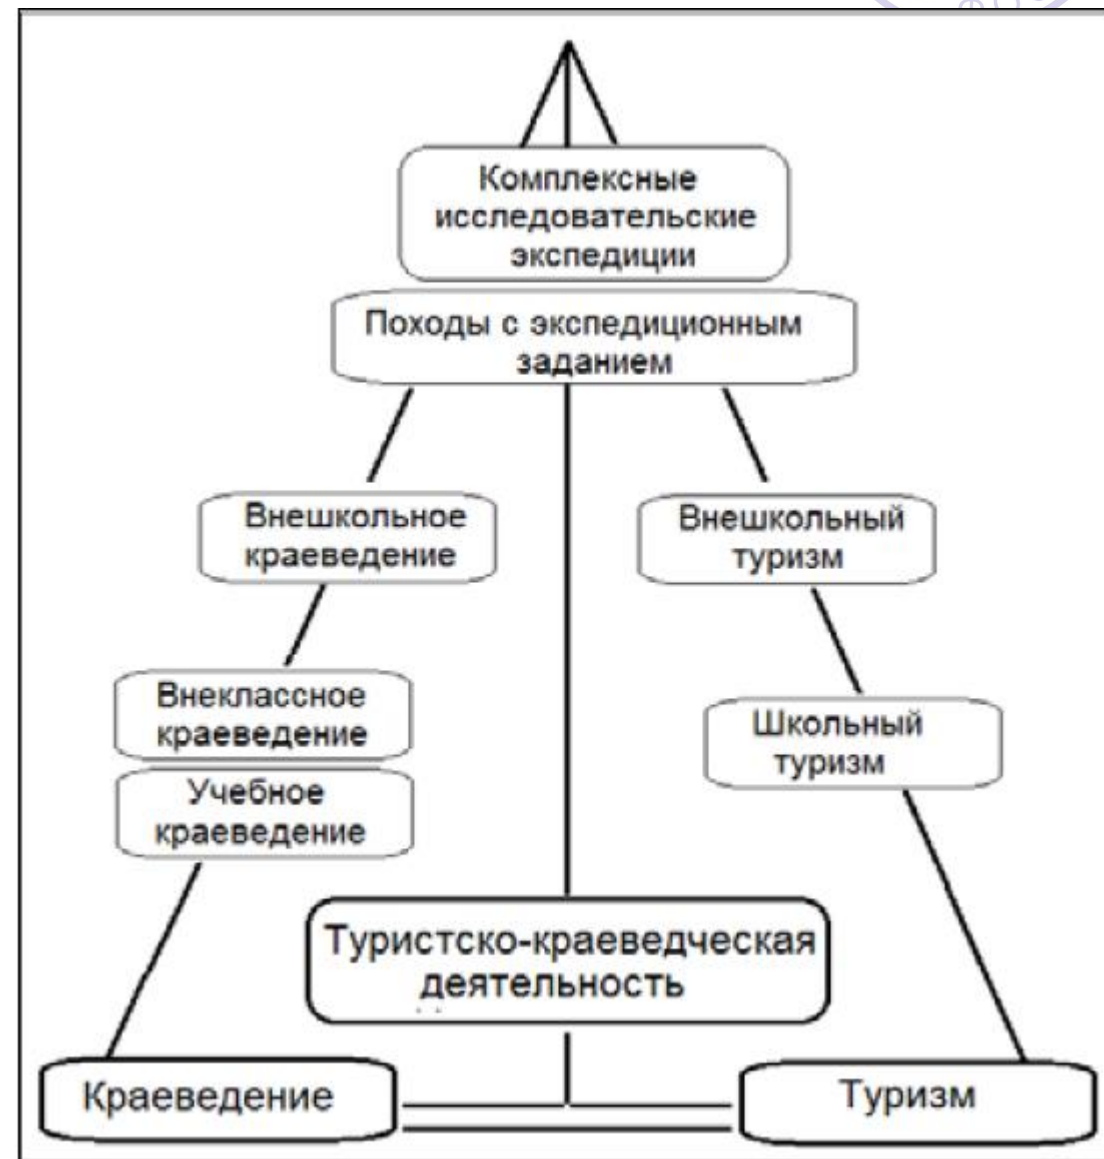 Комплексные
исследовательские
экспедиции
Походы с экспедиционным
заданием
Внешкольное
краеведение
Внешкольный
туризм
Внеклассное
краеведение
Школьный
туризм
Учебное
краеведение
Туристско-краеведческая
деятельность
Краеведение
Туризм